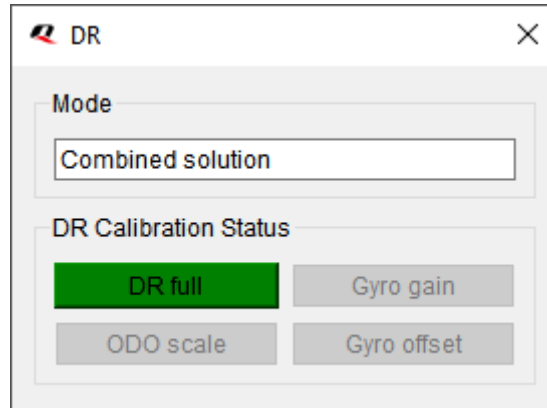 DR
Mode
Combined solution
DR Calibration Status
DR full
Gyro gain
ODO scale
Gyro offset